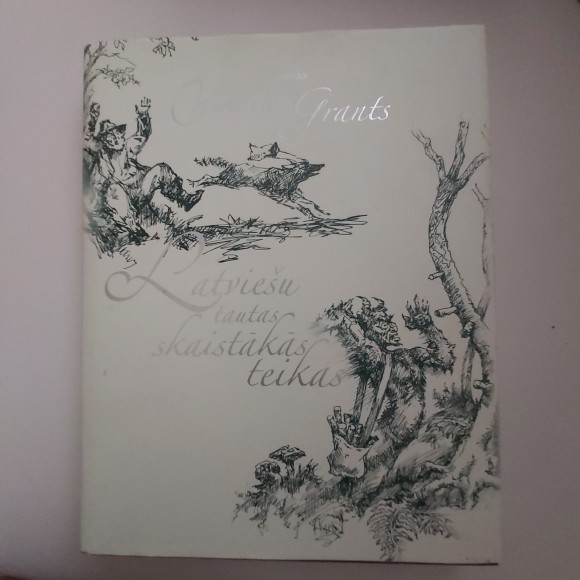 Grants
Latviešu
tautas
skaistākās
teikas